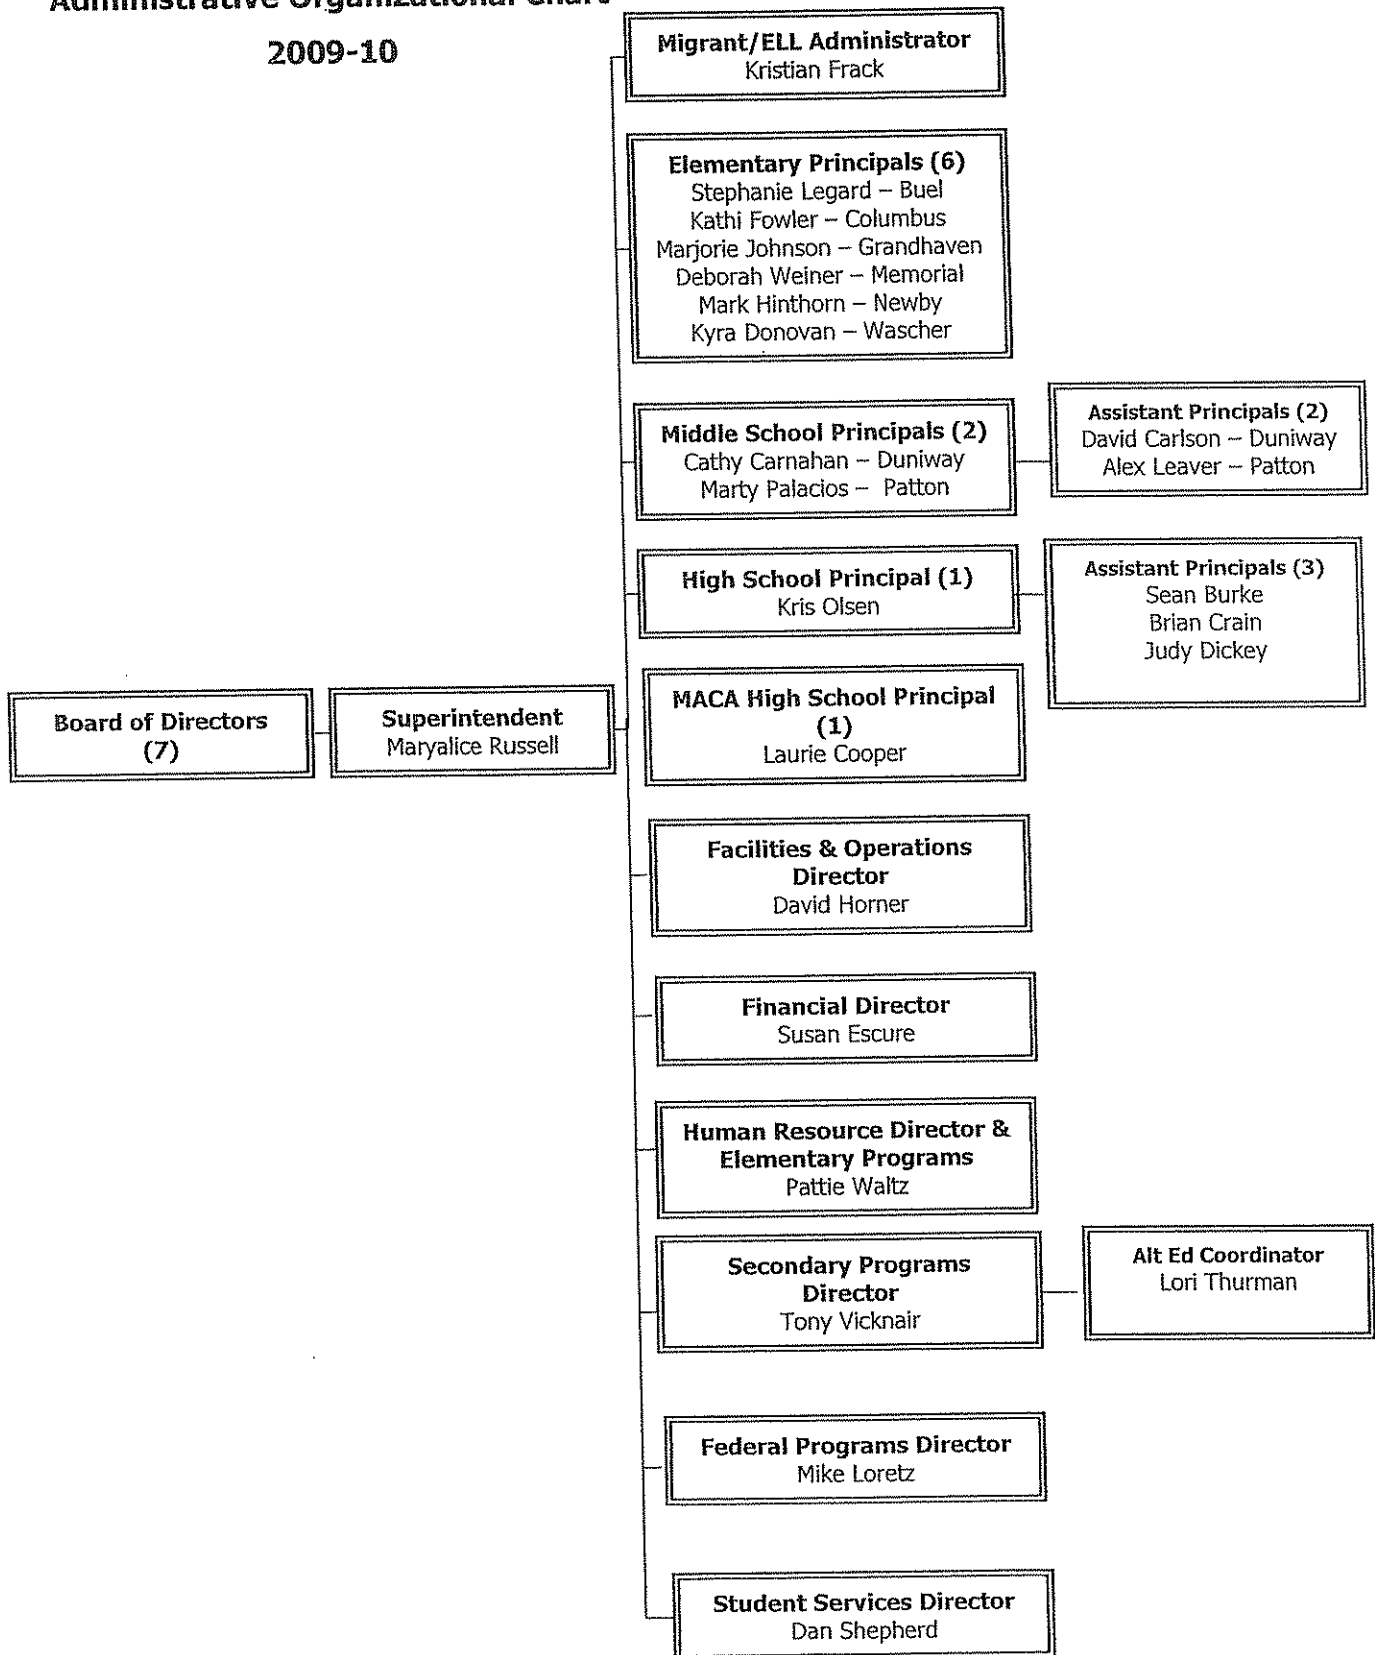 Administrative Organizational Chart
2009-10
Migrant/ELL Administrator
Kristian Frack
Elementary Principals (6)
Stephanie Legard – Buel
Kathi Fowler – Columbus
Marjorie Johnson – Grandhaven
Deborah Weiner – Memorial
Mark Hinthorn – Newby
Kyra Donovan – Wascher
Middle School Principals (2)
Cathy Carnahan – Duniway
Marty Palacios – Patton
Assistant Principals (2)
David Carlson – Duniway
Alex Leaver – Patton
High School Principal (1)
Kris Olsen
Assistant Principals (3)
Sean Burke
Brian Crain
Judy Dickey
Board of Directors
(7)
Superintendent
Maryalice Russell
MACA High School Principal
(1)
Laurie Cooper
Facilities & Operations
Director
David Horner
Financial Director
Susan Escure
Human Resource Director &
Elementary Programs
Pattie Waltz
Secondary Programs
Director
Tony Vicknair
Alt Ed Coordinator
Lori Thurman
Federal Programs Director
Mike Loretz
Student Services Director
Dan Shepherd